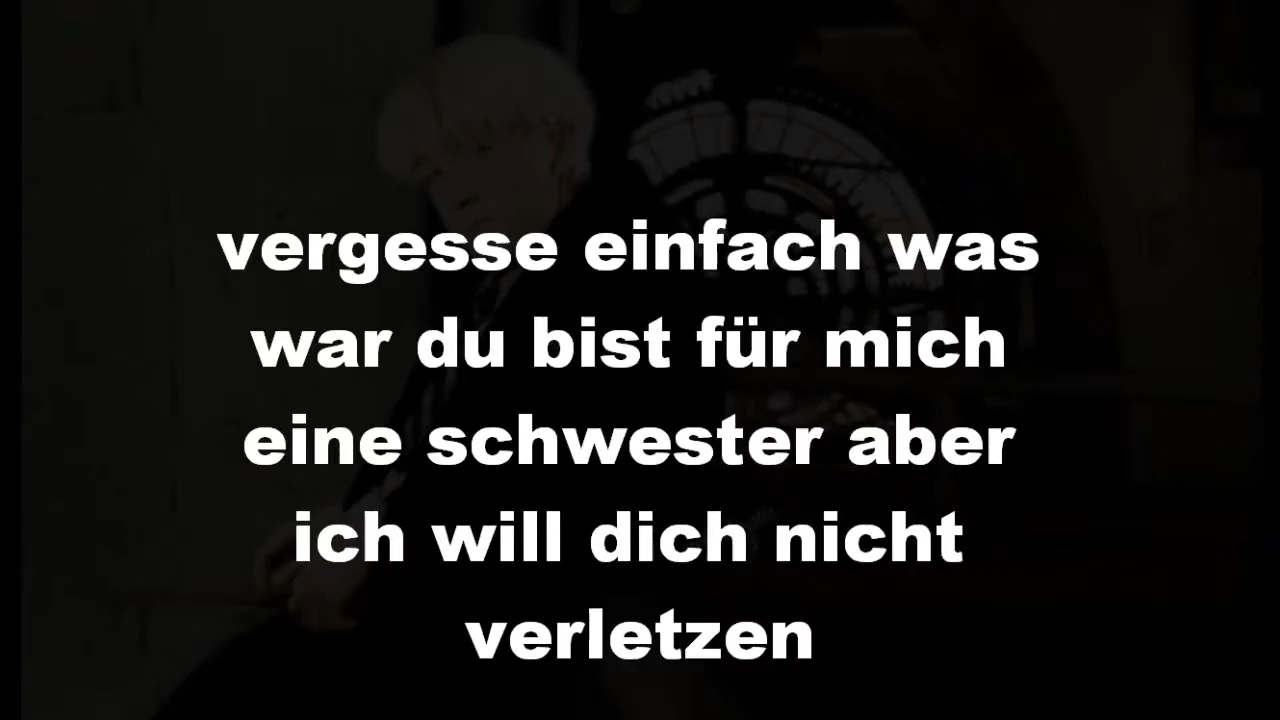 vergesse einfach was
war du bist für mich
eine schwester aber
ich will dich nicht
verletzen